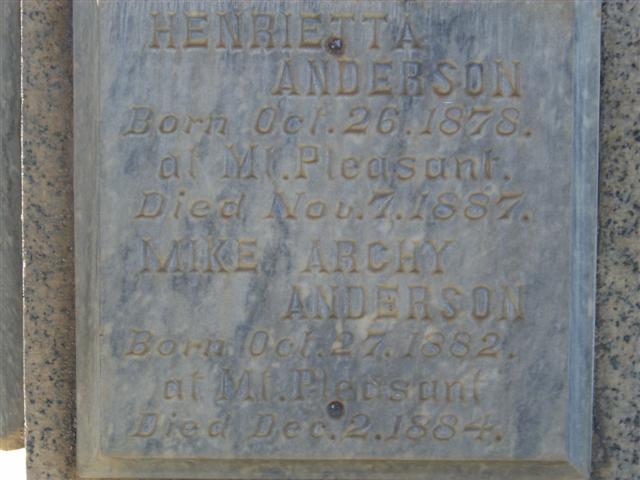 HENRIETTA
ANDERSON
Born Oct. 26. 1878.
at Mt. Pleasant.
Died Nov. 7. 1887.
MIKE ARCHY
ANDERSON
Born Oct. 27. 1882.
at Mt. Pleasant
Died Dec. 2. 1884.